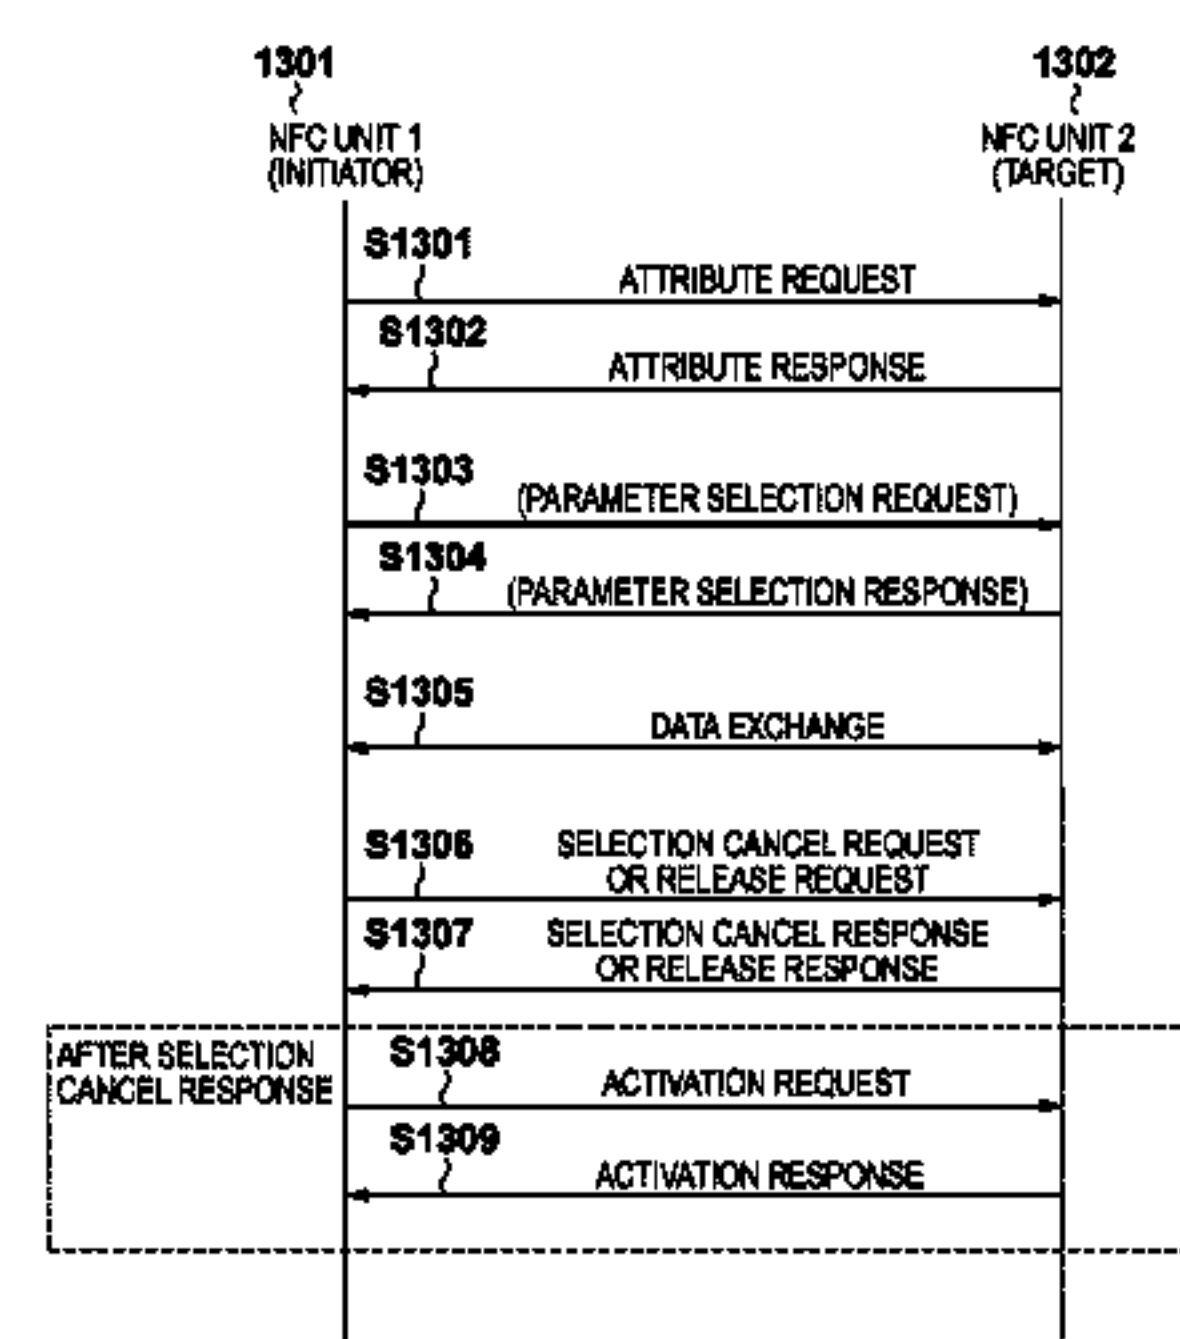 1301
1302
NFC UNIT 1
(INITIATOR)
NFC UNIT 2
(TARGET)
S1301
ATTRIBUTE REQUEST
S1302
ATTRIBUTE RESPONSE
S1303
(PARAMETER SELECTION REQUEST)
S1304
(PARAMETER SELECTION RESPONSE)
S1305
DATA EXCHANGE
S1306
SELECTION CANCEL REQUEST
OR RELEASE REQUEST
S1307
SELECTION CANCEL RESPONSE
OR RELEASE RESPONSE
AFTER SELECTION
CANCEL RESPONSE
S1308
ACTIVATION REQUEST
S1309
ACTIVATION RESPONSE